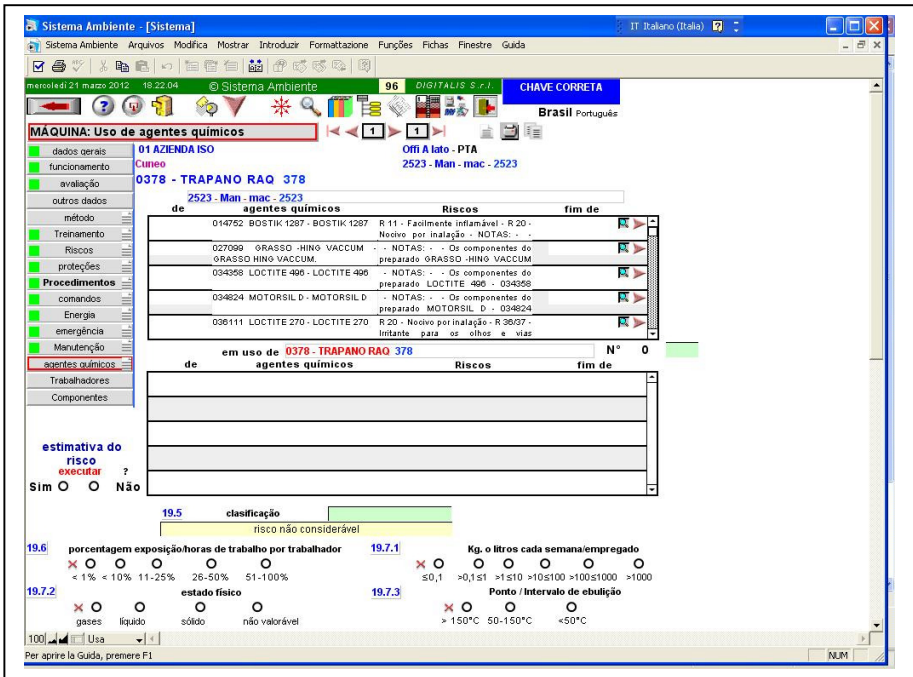 Sistema Ambiente - [Sistema]
IT Italiano (Italia)
Sistema Ambiente Arquivos Modifica Mostrar Introduzir Formattazione Funções Fichas Finestre Guida
mercoledì 21 marzo 2012 18.22.04 © Sistema Ambiente 96 DIGITALIS S.r.l. CHAVE CORRETA
Brasil Português
MÁQUINA: Uso de agentes químicos 1 1
dados gerais
funcionamento
avaliação
outros dados
método
Treinamento
Riscos
proteções
Procedimentos
comandos
Energia
emergência
Manutenção
agentes químicos
Trabalhadores
Componentes
01 AZIENDA ISO Offi A lato - PTA
Cuneo 2523 - Man - mac - 2523
0378 - TRAPANO RAQ 378
2523 - Man - mac - 2523
de agentes químicos Riscos fim de
014752 BOSTIK 1287 - BOSTIK 1287 R 11 - Facilmente inflamável - R 20 -
Nocivo por inalação - NOTAS: - -
027099 GRASSO -HING VACCUM - - NOTAS: - - Os componentes do
GRASSO HING VACCUM. preparado GRASSO -HING VACCUM
034358 LOCTITE 496 - LOCTITE 496 - NOTAS: - - Os componentes do
preparado LOCTITE 496 - 034358
034824 MOTORSIL D - MOTORSIL D - NOTAS: - - Os componentes do
preparado MOTORSIL D - 034824
036111 LOCTITE 270 - LOCTITE 270 R 20 - Nocivo por inalação - R 36/37 -
Irritante para os olhos e vias
em uso de 0378 - TRAPANO RAQ 378 N° 0
de agentes químicos Riscos fim de
estimativa do
risco
executar ?
Sim Não
19.5 clasificação
risco não considerável
19.6 porcentagem exposição/horas de trabalho por trabalhador
< 1% < 10% 11-25% 26-50% 51-100%
19.7.1 Kg. o litros cada semana/empregado
≤0,1 >0,1≤1 >1≤10 >10≤100 >100≤1000 >1000
19.7.2 estado físico
gases líquido sólido não valorável
19.7.3 Ponto / Intervalo de ebulição
> 150°C 50-150°C <50°C
100 Usa
Per aprire la Guida, premere F1 NUM